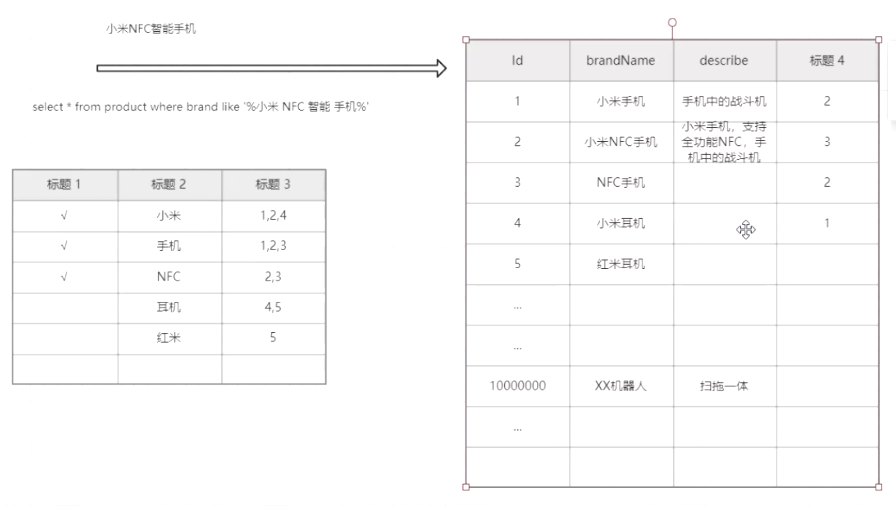 小米NFC智能手机
select * from product where brand like '%小米 NFC 智能 手机%'
标题 1 标题 2 标题 3
√ 小米 1,2,4
√ 手机 1,2,3
√ NFC 2,3
耳机 4,5
红米 5
Id brandName describe 标题 4
1 小米手机 手机中的战斗机 2
2 小米NFC手机 小米手机，支持
全功能NFC，手
机中的战斗机 3
3 NFC手机 2
4 小米耳机 1
5 红米耳机
...
...
10000000 XX机器人 扫拖一体
...